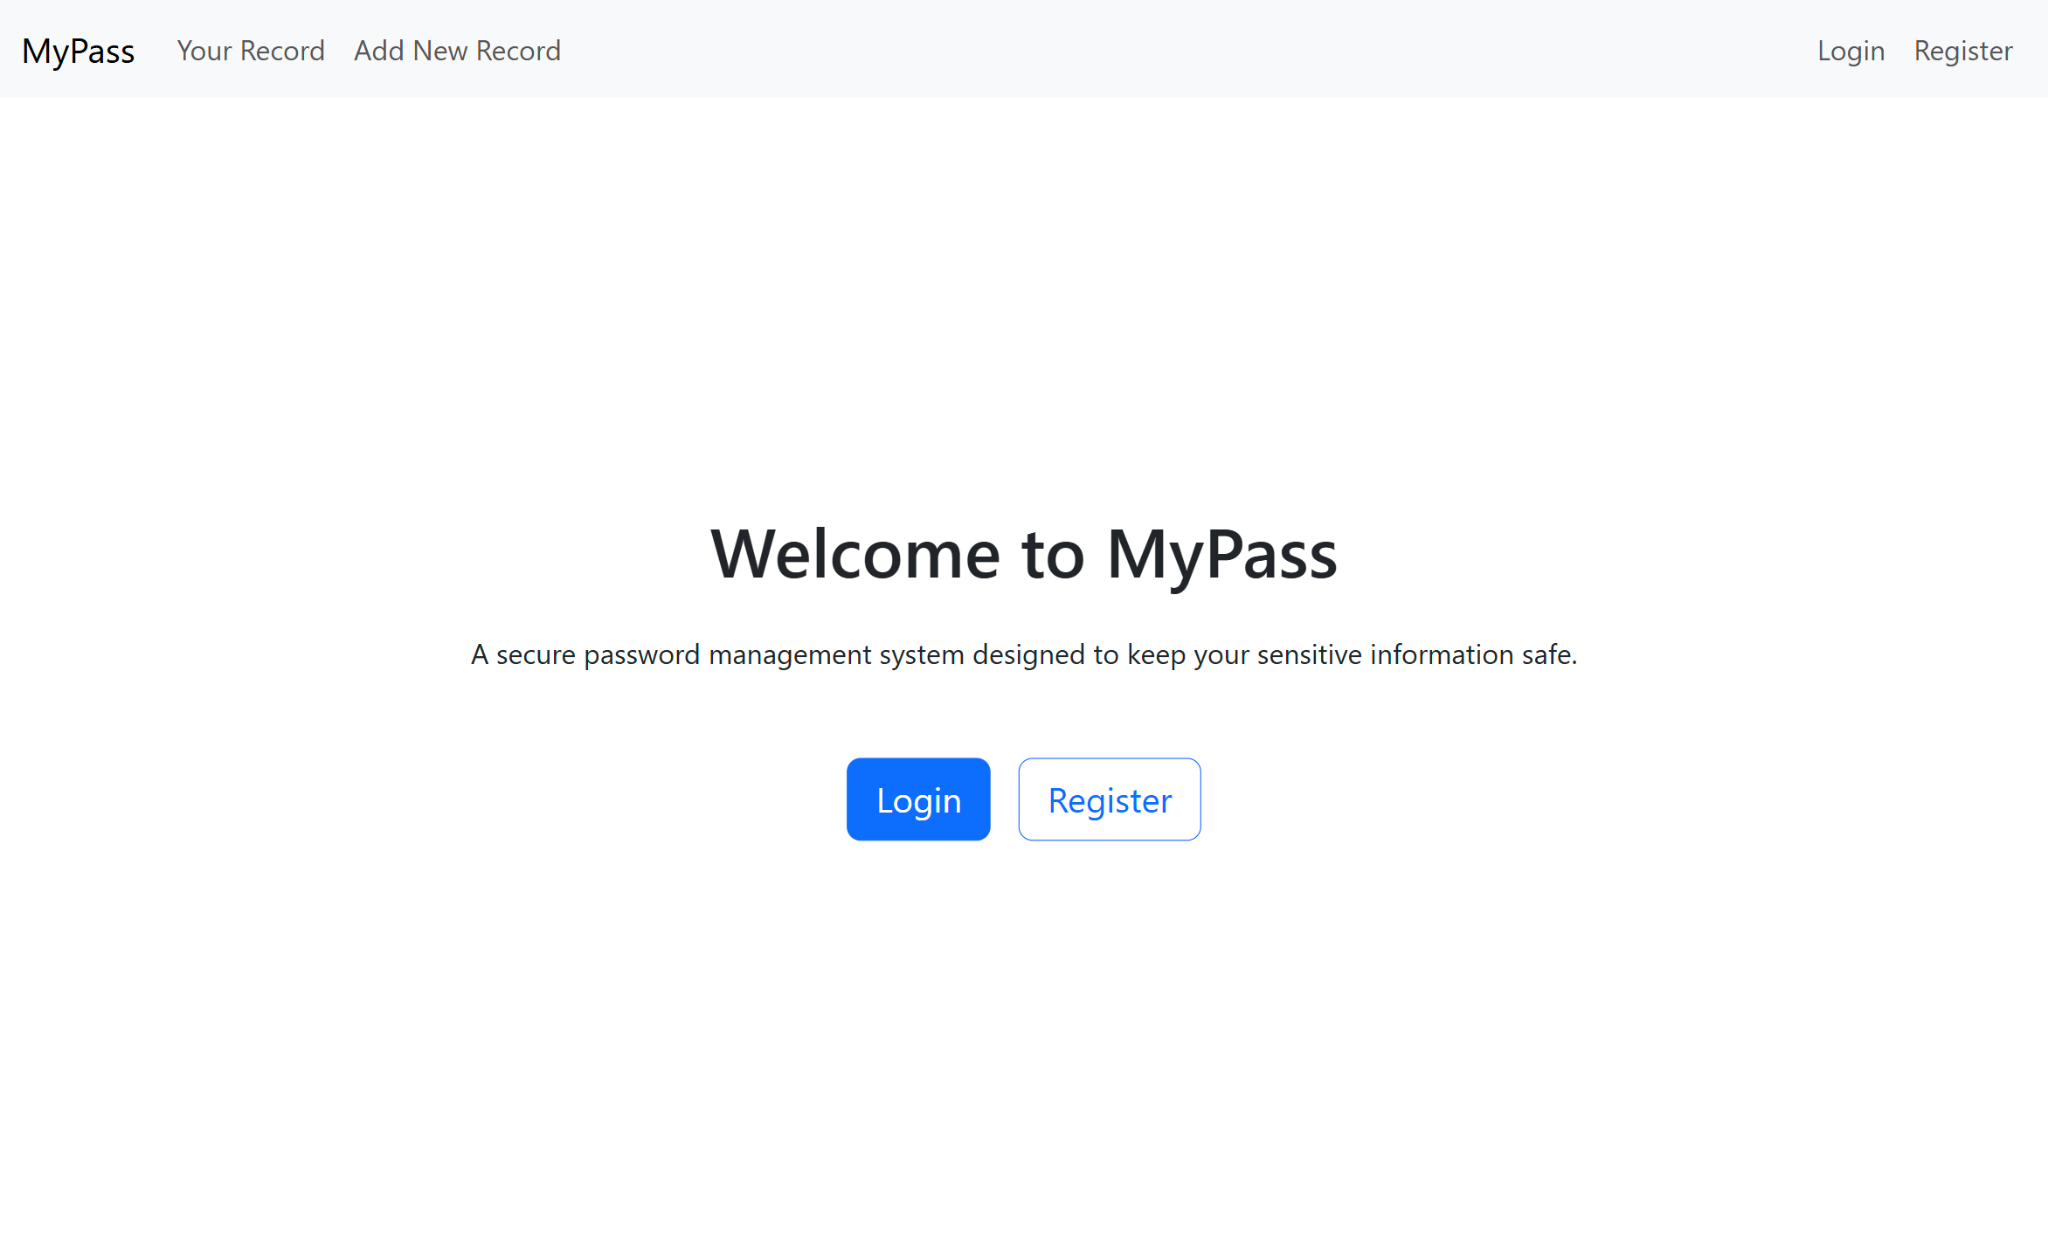 MyPass Your Record Add New Record Login Register
Welcome to MyPass
A secure password management system designed to keep your sensitive information safe.
Login Register